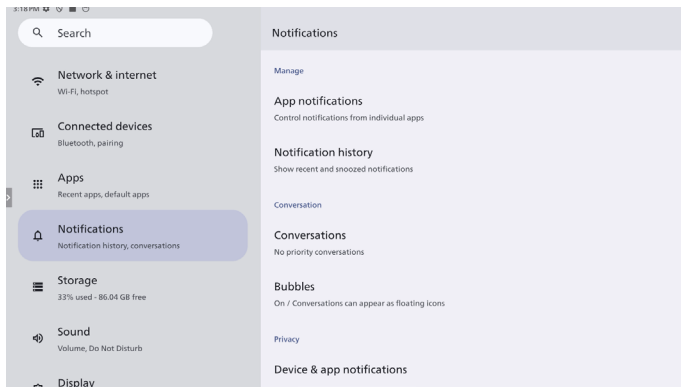 3:18 PM
Search
Network & internet
Wi-Fi, hotspot
Connected devices
Bluetooth, pairing
Apps
Recent apps, default apps
Notifications
Notification history, conversations
Storage
33% used - 86.04 GB free
Sound
Volume, Do Not Disturb
Display
Notifications
Manage
App notifications
Control notifications from individual apps
Notification history
Show recent and snoozed notifications
Conversation
Conversations
No priority conversations
Bubbles
On / Conversations can appear as floating icons
Privacy
Device & app notifications